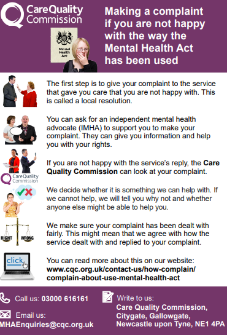 CareQuality
Commission
Making a complaint
if you are not happy
with the way the
Mental Health Act
has been used
The first step is to give your complaint to the service
that gave you care that you are not happy with. This
is called a local resolution.
You can ask for an independent mental health
advocate (IMHA) to support you to make your
complaint. They can give you information and help
you with your rights.
CareQuality
Commission
If you are not happy with the service's reply, the Care
Quality Commission can look at your complaint.
We decide whether it is something we can help with. If
we cannot help, we will tell you why not and whether
anyone else might be able to help you.
RIGHT
WRONG
We make sure your complaint has been dealt with
fairly. This might mean that we agree with how the
service dealt with and replied to your complaint.
click
You can read more about this on our website:
www.cqc.org.uk/contact-us/how-complain/
complain-about-use-mental-health-act
Call us: 03000 616161
Email us:
MHAEnquiries@cqc.org.uk
Write to us:
Care Quality Commission,
Citygate, Gallowgate,
Newcastle upon Tyne, NE1 4PA